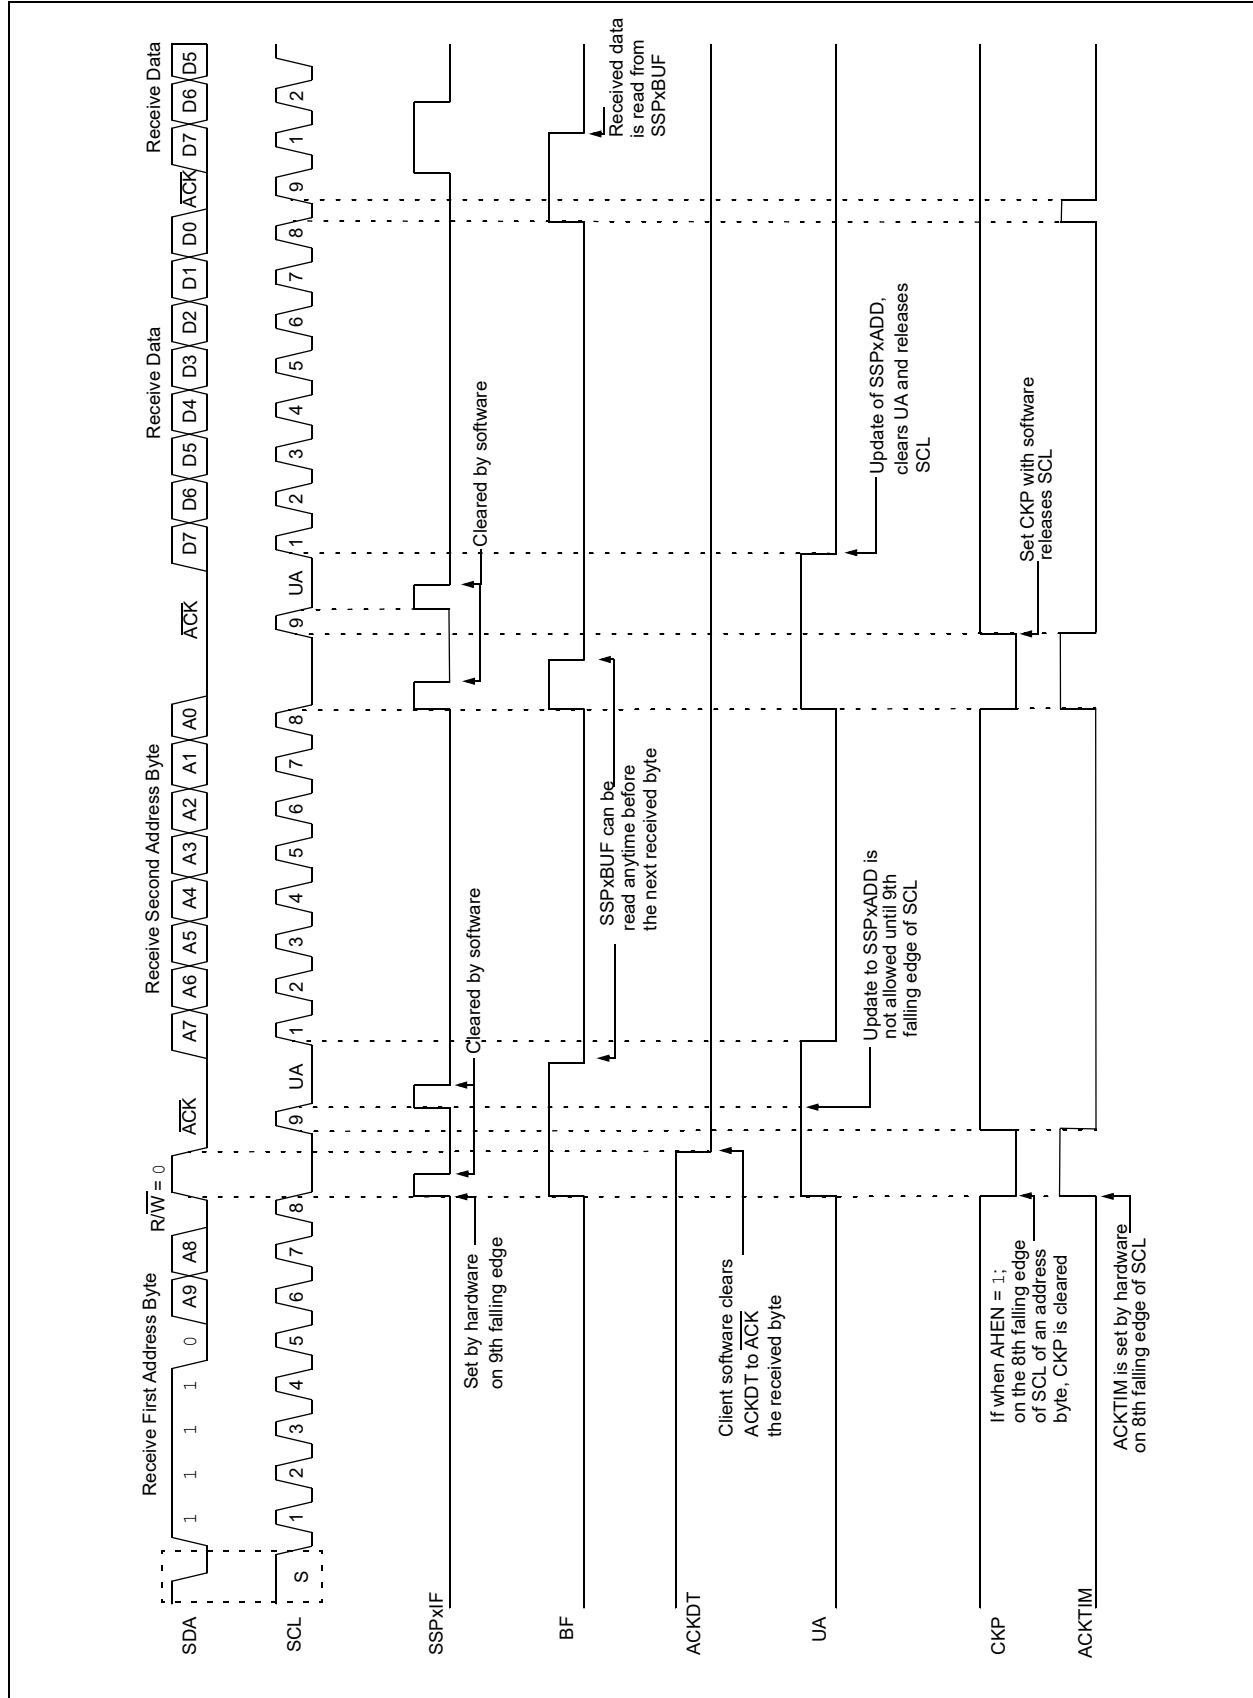 Receive First Address Byte
R/W = 0
Receive Second Address Byte
Receive Data
Receive Data
SDA
1
1
1
1
0
A9
A8
ACK
A7
A6
A5
A4
A3
A2
A1
A0
ACK
D7
D6
D5
D4
D3
D2
D1
D0
ACK
D7
D6
D5
SCL
S
1
2
3
4
5
6
7
8
9
UA
1
2
3
4
5
6
7
8
9
UA
1
2
3
4
5
6
7
8
9
1
2
SSPxIF
Set by hardware
on 9th falling edge
Cleared by software
Cleared by software
BF
SSPxBUF can be
read anytime before
the next received byte
Received data
is read from
SSPxBUF
ACKDT
Client software clears
ACKDT to ACK
the received byte
UA
Update to SSPxADD is
not allowed until 9th
falling edge of SCL
Update of SSPxADD,
clears UA and releases
SCL
CKP
If when AHEN = 1;
on the 8th falling edge
of SCL of an address
byte, CKP is cleared
Set CKP with software
releases SCL
ACKTIM
ACKTIM is set by hardware
on 8th falling edge of SCL